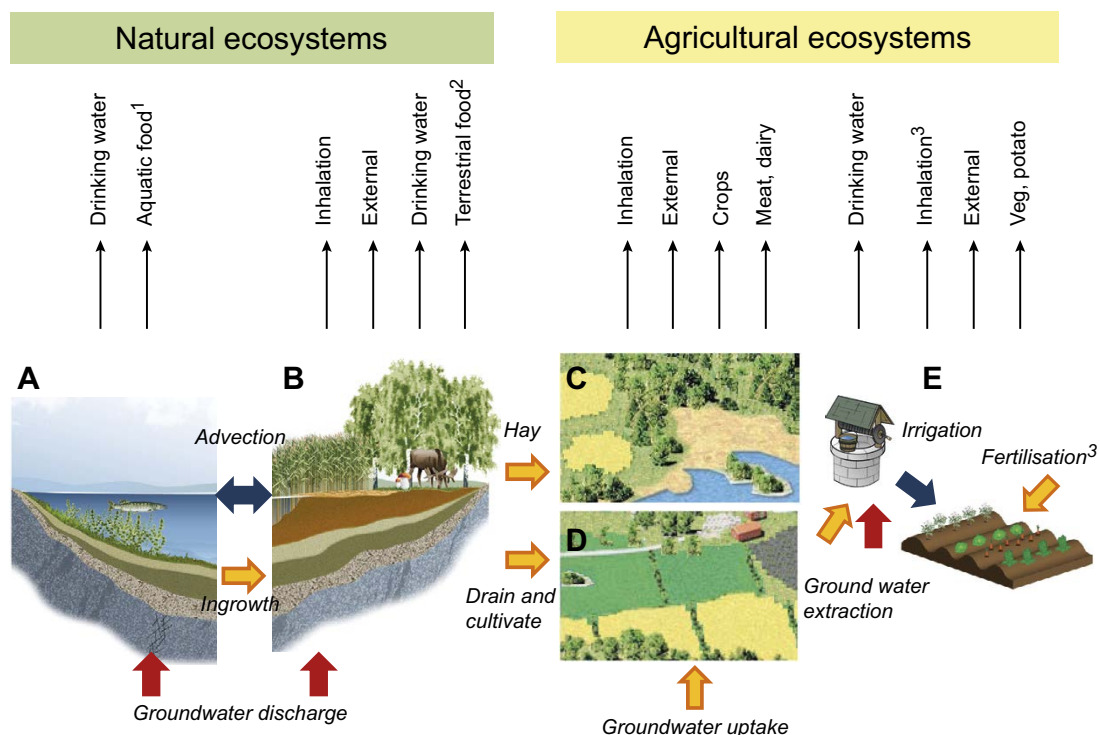 Natural ecosystems
Agricultural ecosystems
Drinking water
Aquatic food1
Inhalation
External
Drinking water
Terrestrial food2
Inhalation
External
Crops
Meat, dairy
Drinking water
Inhalation3
External
Veg, potato
A
B
C
E
Advection
Hay
Irrigation
Fertilisation3
D
Ingrowth
Drain and
cultivate
Ground water
extraction
Groundwater discharge
Groundwater uptake